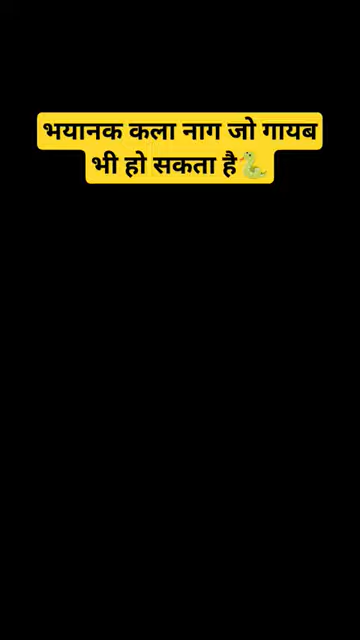 भयानक कला नाग जो गायब
भी हो सकता है🐍